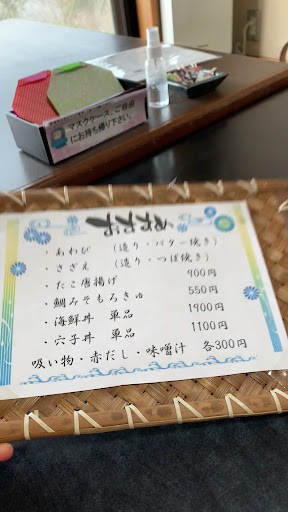 マスクケース、ご自由
にお持ち帰り下さい。
・あわび （造り・バター焼き）
・さざえ （造り・つぼ焼き）
・たこ唐揚げ 900円
・鯛みそもろきゅ 550円
・海鮮丼 単品 1900円
・穴子丼 単品 1100円
吸い物・赤だし・味噌汁 各300円